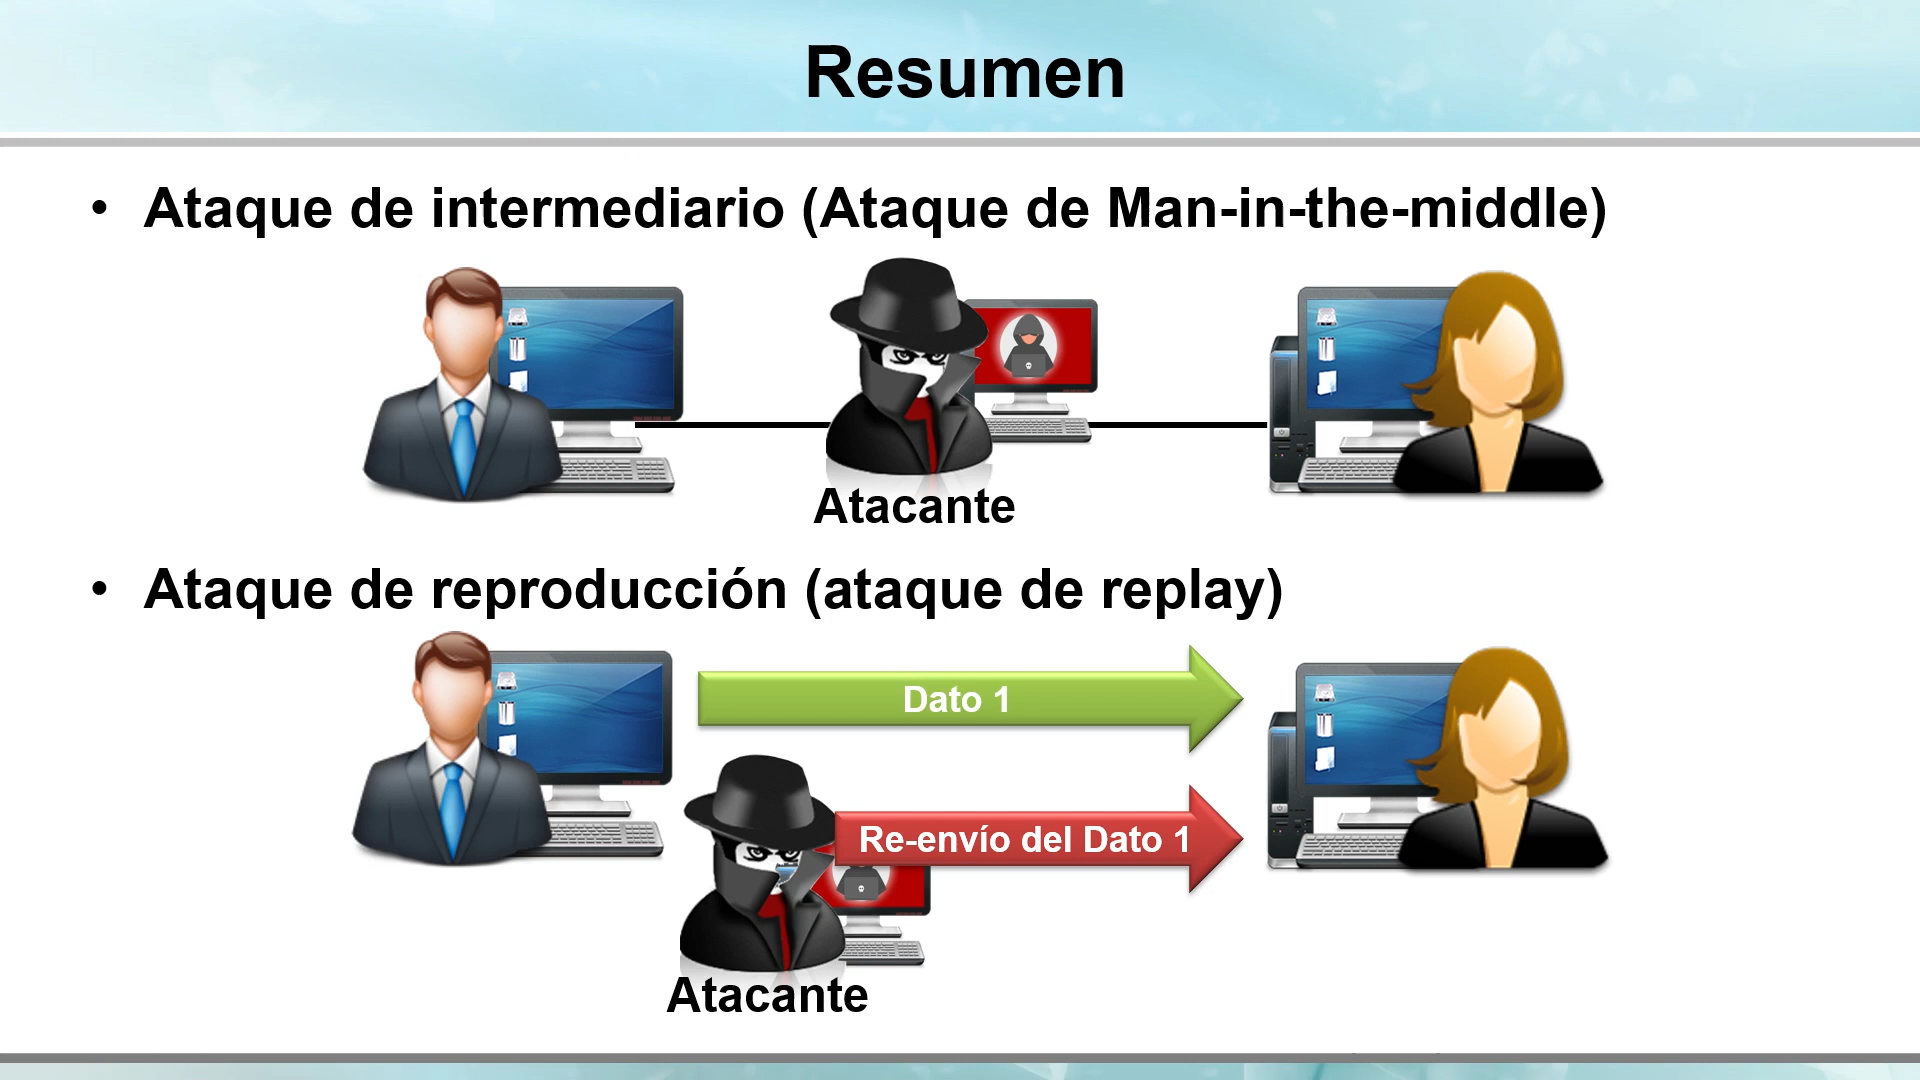 Resumen
• Ataque de intermediario (Ataque de Man-in-the-middle)
Atacante
• Ataque de reproducción (ataque de replay)
Dato 1
Re-envío del Dato 1
Atacante